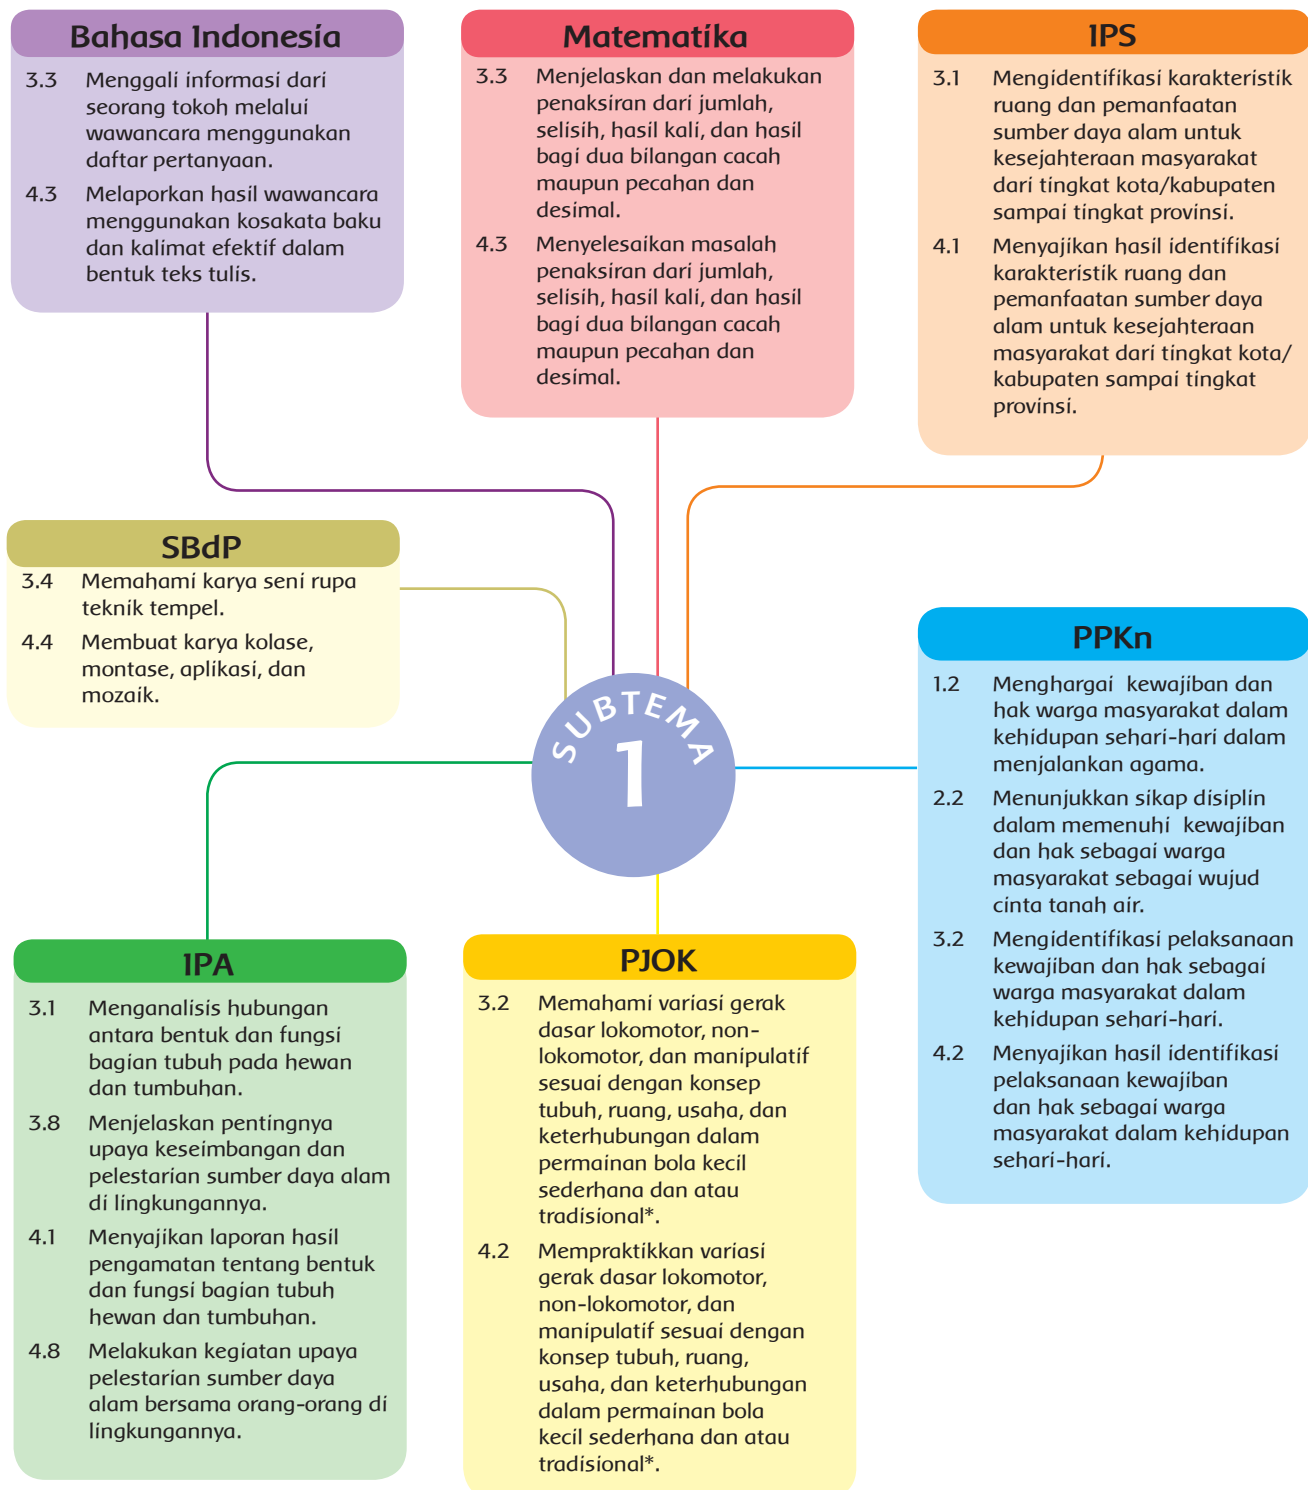 Bahasa Indonesia
3.3 Menggali informasi dari
seorang tokoh melalui
wawancara menggunakan
daftar pertanyaan.
4.3 Melaporkan hasil wawancara
menggunakan kosakata baku
dan kalimat efektif dalam
bentuk teks tulis.
Matematika
3.3 Menjelaskan dan melakukan
penaksiran dari jumlah,
selisih, hasil kali, dan hasil
bagi dua bilangan cacah
maupun pecahan dan
desimal.
4.3 Menyelesaikan masalah
penaksiran dari jumlah,
selisih, hasil kali, dan hasil
bagi dua bilangan cacah
maupun pecahan dan
desimal.
IPS
3.1 Mengidentifikasi karakteristik
ruang dan pemanfaatan
sumber daya alam untuk
kesejahteraan masyarakat
dari tingkat kota/kabupaten
sampai tingkat provinsi.
4.1 Menyajikan hasil identifikasi
karakteristik ruang dan
pemanfaatan sumber daya
alam untuk kesejahteraan
masyarakat dari tingkat kota/
kabupaten sampai tingkat
provinsi.
SBdP
3.4 Memahami karya seni rupa
teknik tempel.
4.4 Membuat karya kolase,
montase, aplikasi, dan
mozaik.
SUBTEMA
1
PPKn
1.2 Menghargai kewajiban dan
hak warga masyarakat dalam
kehidupan sehari-hari dalam
menjalankan agama.
2.2 Menunjukkan sikap disiplin
dalam memenuhi kewajiban
dan hak sebagai warga
masyarakat sebagai wujud
cinta tanah air.
3.2 Mengidentifikasi pelaksanaan
kewajiban dan hak sebagai
warga masyarakat dalam
kehidupan sehari-hari.
4.2 Menyajikan hasil identifikasi
pelaksanaan kewajiban
dan hak sebagai warga
masyarakat dalam kehidupan
sehari-hari.
IPA
3.1 Menganalisis hubungan
antara bentuk dan fungsi
bagian tubuh pada hewan
dan tumbuhan.
3.8 Menjelaskan pentingnya
upaya keseimbangan dan
pelestarian sumber daya alam
di lingkungannya.
4.1 Menyajikan laporan hasil
pengamatan tentang bentuk
dan fungsi bagian tubuh
hewan dan tumbuhan.
4.8 Melakukan kegiatan upaya
pelestarian sumber daya
alam bersama orang-orang di
lingkungannya.
PJOK
3.2 Memahami variasi gerak
dasar lokomotor, non-
lokomotor, dan manipulatif
sesuai dengan konsep
tubuh, ruang, usaha, dan
keterhubungan dalam
permainan bola kecil
sederhana dan atau
tradisional*.
4.2 Mempraktikkan variasi
gerak dasar lokomotor,
non-lokomotor, dan
manipulatif sesuai dengan
konsep tubuh, ruang,
usaha, dan keterhubungan
dalam permainan bola
kecil sederhana dan atau
tradisional*.